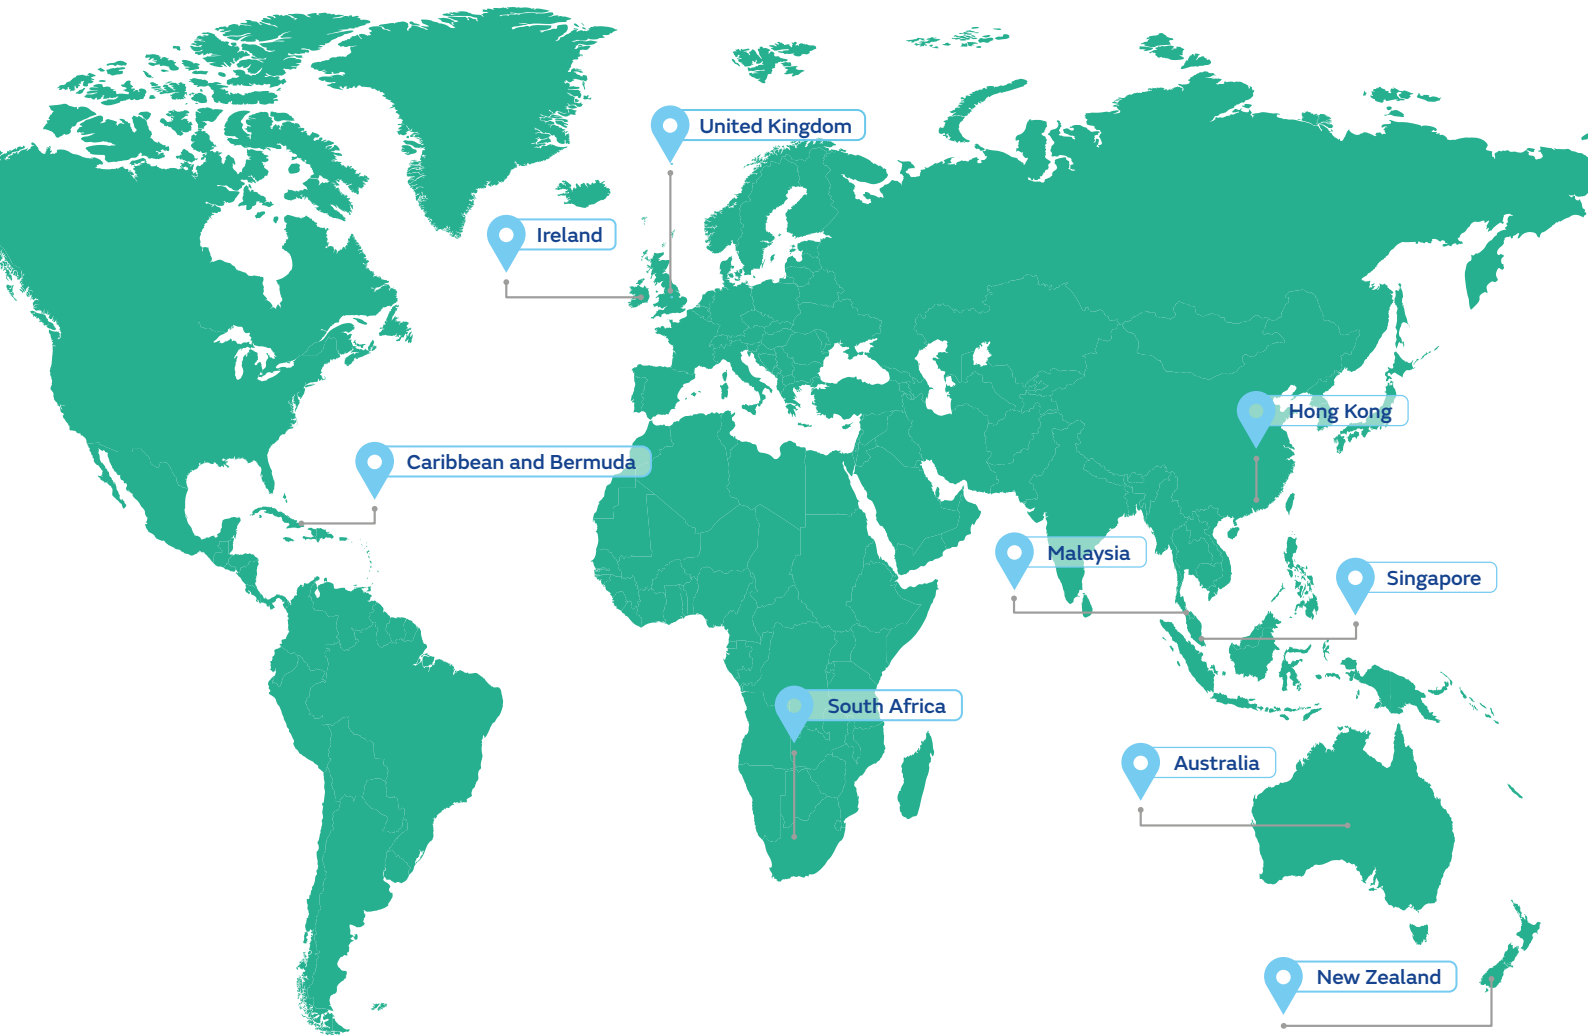 United Kingdom
Ireland
Hong Kong
Caribbean and Bermuda
Malaysia
Singapore
South Africa
Australia
New Zealand